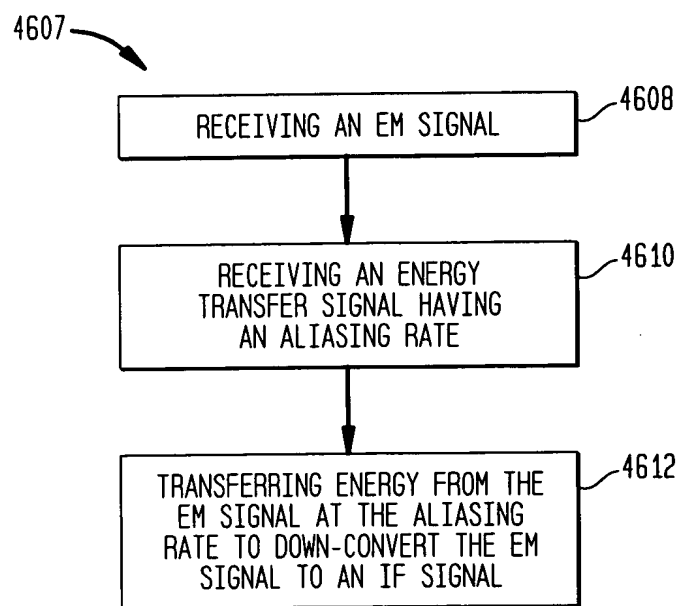 4607
RECEIVING AN EM SIGNAL
4608
RECEIVING AN ENERGY
TRANSFER SIGNAL HAVING
AN ALIASING RATE
4610
TRANSFERRING ENERGY FROM THE
EM SIGNAL AT THE ALIASING
RATE TO DOWN-CONVERT THE EM
SIGNAL TO AN IF SIGNAL
4612